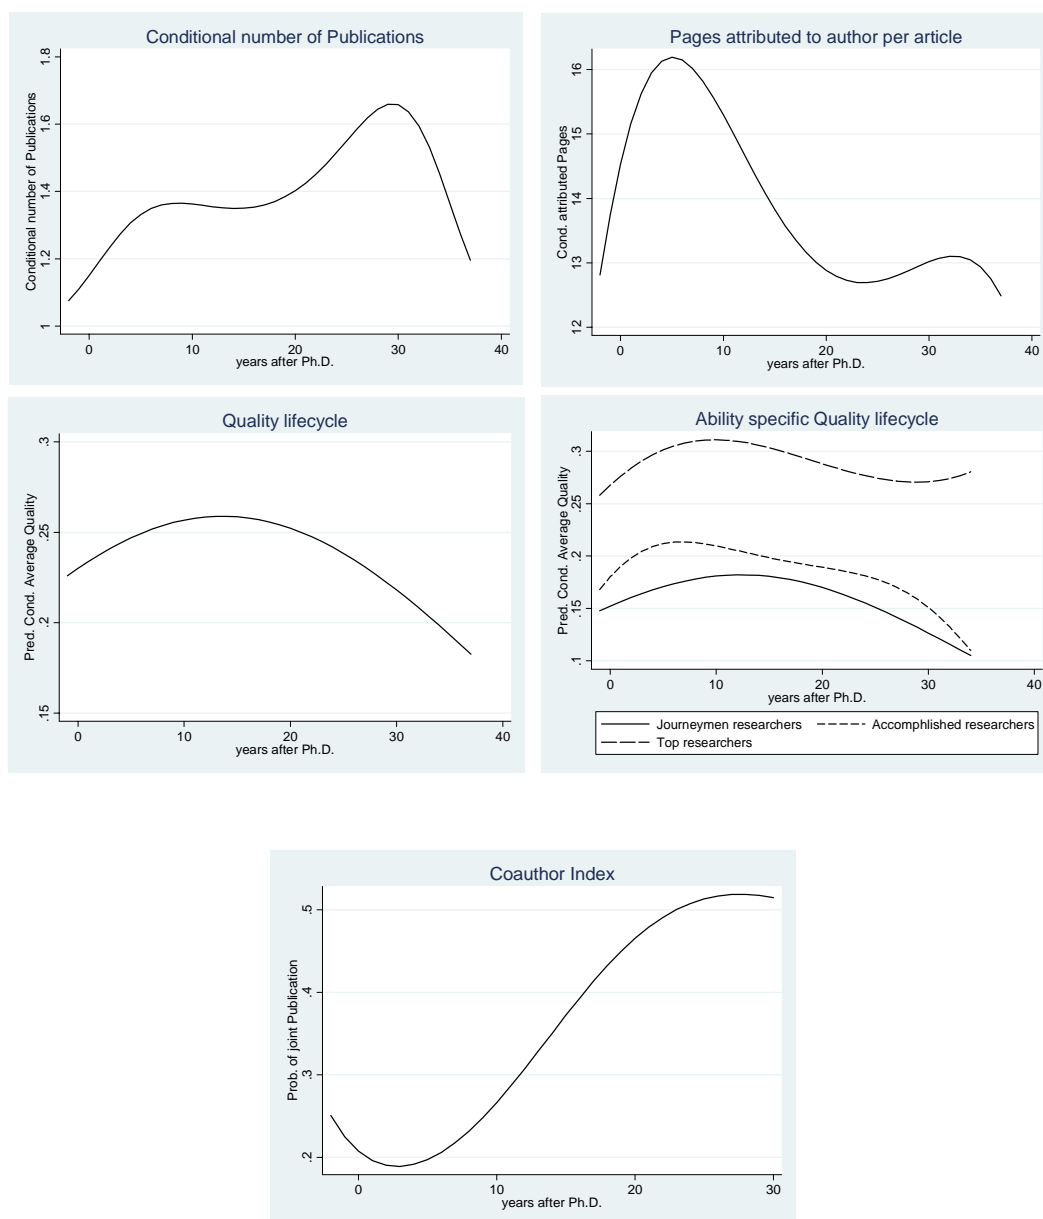 Conditional number of Publications
Conditional number of Publications
1 1.2 1.4 1.6 1.8
0 10 20 30 40
years after Ph.D.
Pages attributed to author per article
Cond. attributed Pages
12 13 14 15 16
0 10 20 30 40
years after Ph.D.
Quality lifecycle
Pred. Cond. Average Quality
.15 .2 .25 .3
0 10 20 30 40
years after Ph.D.
Ability specific Quality lifecycle
Pred. Cond. Average Quality
.1 .15 .2 .25 .3
0 10 20 30 40
years after Ph.D.
Journeymen researchers Accomphlished researchers
Top researchers
Coauthor Index
Prob. of joint Publication
.2 .3 .4 .5
0 10 20 30
years after Ph.D.